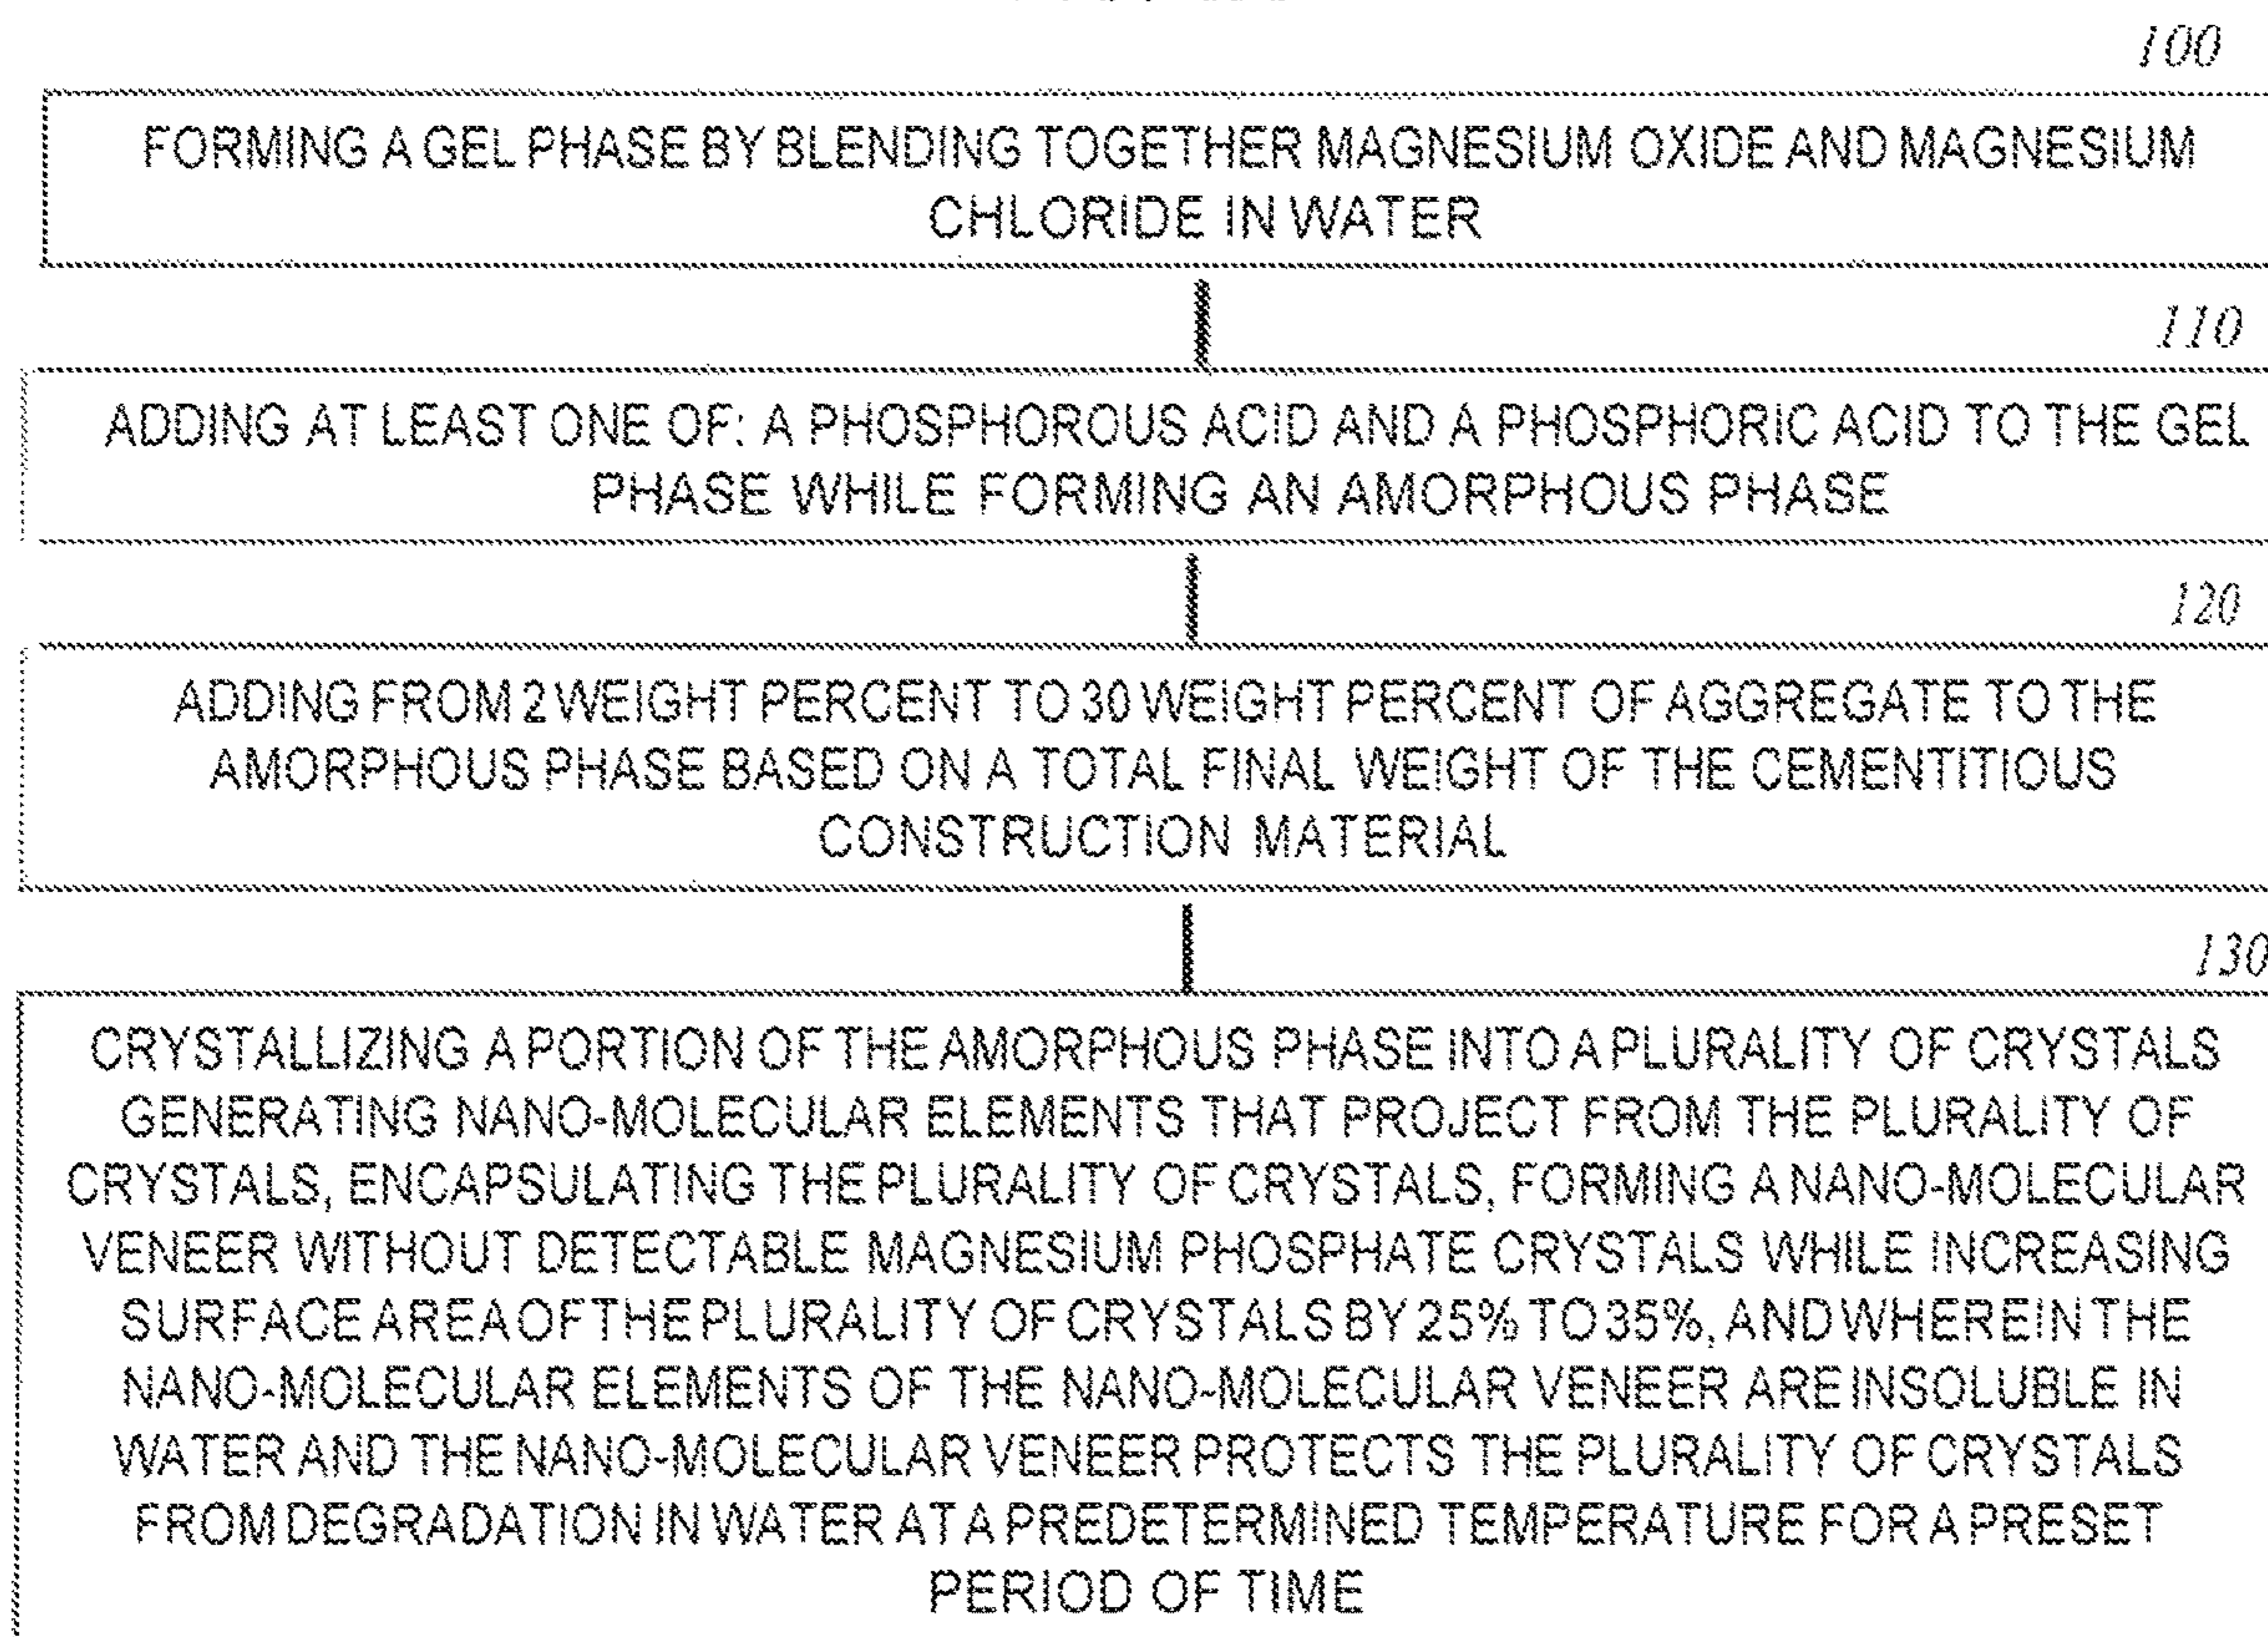 100
FORMING A GEL PHASE BY BLENDING TOGETHER MAGNESIUM OXIDE AND MAGNESIUM
CHLORIDE IN WATER
110
ADDING AT LEAST ONE OF: A PHOSPHOROUS ACID AND A PHOSPHORIC ACID TO THE GEL
PHASE WHILE FORMING AN AMORPHOUS PHASE
120
ADDING FROM 2 WEIGHT PERCENT TO 30 WEIGHT PERCENT OF AGGREGATE TO THE
AMORPHOUS PHASE BASED ON A TOTAL FINAL WEIGHT OF THE CEMENTITIOUS
CONSTRUCTION MATERIAL
130
CRYSTALLIZING A PORTION OF THE AMORPHOUS PHASE INTO A PLURALITY OF CRYSTALS
GENERATING NANO-MOLECULAR ELEMENTS THAT PROJECT FROM THE PLURALITY OF
CRYSTALS, ENCAPSULATING THE PLURALITY OF CRYSTALS, FORMING A NANO-MOLECULAR
VENEER WITHOUT DETECTABLE MAGNESIUM PHOSPHATE CRYSTALS WHILE INCREASING
SURFACE AREA OF THE PLURALITY OF CRYSTALS BY 25% TO 35%, AND WHEREIN THE
NANO-MOLECULAR ELEMENTS OF THE NANO-MOLECULAR VENEER ARE INSOLUBLE IN
WATER AND THE NANO-MOLECULAR VENEER PROTECTS THE PLURALITY OF CRYSTALS
FROM DEGRADATION IN WATER AT A PREDETERMINED TEMPERATURE FOR A PRESET
PERIOD OF TIME